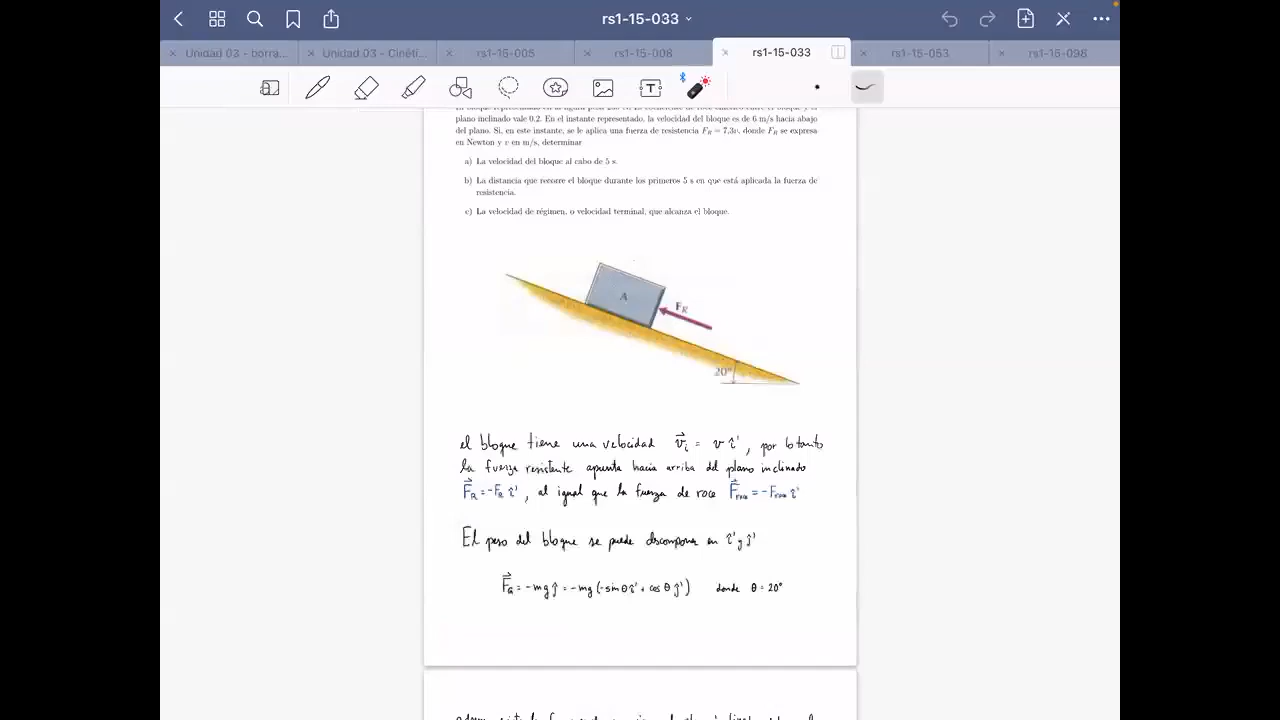 rs1-15-033
Unidad 03 - borra...
Unidad 03 - Cinéti...
rs1-15-005
rs1-15-008
rs1-15-033
rs1-15-053
rs1-15-098
plano inclinado vale 0.2. En el instante representado, la velocidad del bloque es de 6 m/s hacia abajo
del plano. Si, en este instante, se le aplica una fuerza de resistencia F_R = 7,3v, donde F_R se expresa
en Newton y v en m/s, determinar
a) La velocidad del bloque al cabo de 5 s.
b) La distancia que recorre el bloque durante los primeros 5 s en que está aplicada la fuerza de
resistencia.
c) La velocidad de régimen, o velocidad terminal, que alcanza el bloque.
A
F_R
20°
el bloque tiene una velocidad v⃗_i = v î', por lo tanto
la fuerza resistente apunta hacia arriba del plano inclinado
F⃗_R = -F_R î', al igual que la fuerza de roce F⃗_roce = -F_roce î'
El peso del bloque se puede descomponer en î' y ĵ'
F⃗_G = -mg ĵ = -mg (-sin θ î' + cos θ ĵ') donde θ = 20°